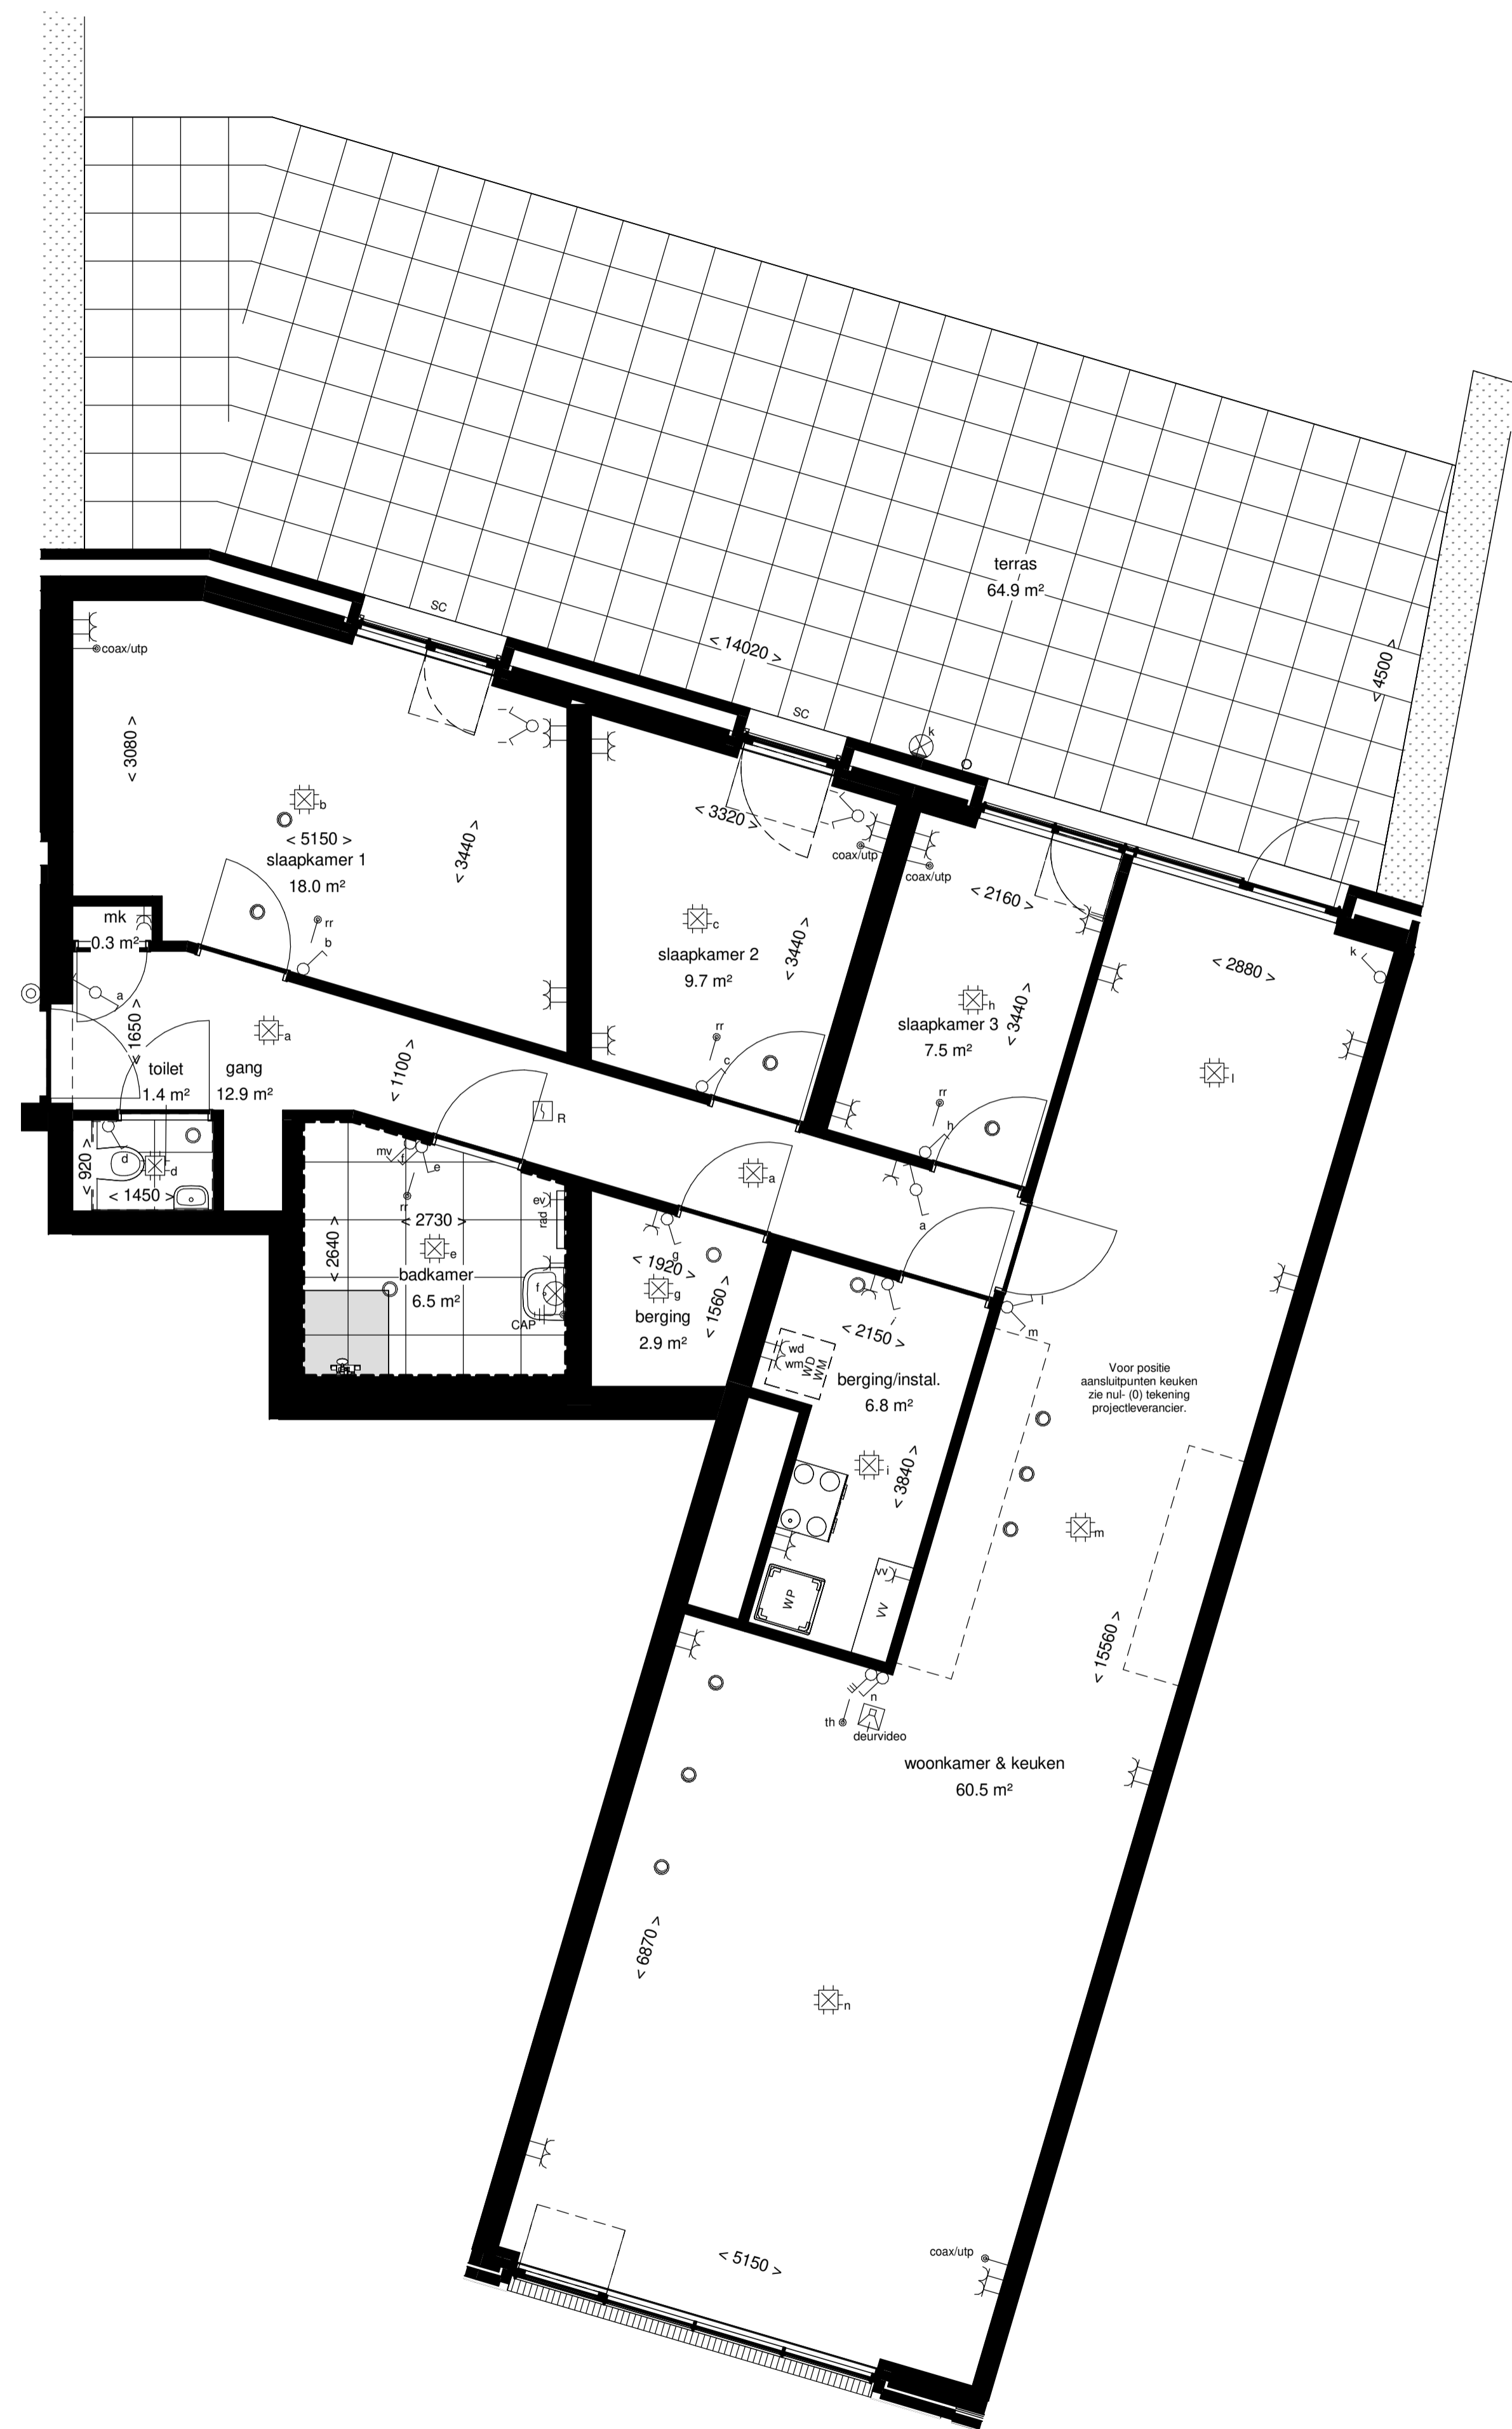 terras
64.9 m²
SC
< 14020 >
< 4500 >
SC
k
coax/utp
< 3080 >
b
< 5150 >
slaapkamer 1
18.0 m²
< 3440 >
rr
b
< 3320 >
coax/utp
coax/utp
c
slaapkamer 2
9.7 m²
< 3440 >
rr
c
< 2160 >
h
slaapkamer 3
7.5 m²
< 3440 >
rr
h
< 2880 >
k
l
mk
0.3 m²
a
< 1650 >
a
toilet
1.4 m²
gang
12.9 m²
< 1100 >
R
a
a
< 920 >
d
d
< 1450 >
mv
f
e
rr
< 2730 >
ev
rad
< 2640 >
e
badkamer
6.5 m²
f
CAP
g
< 1920 >
g
< 1560 >
berging
2.9 m²
i
< 2150 >
wd
wm
WD
WM
berging/instal.
6.8 m²
i
< 3840 >
WP
vv
VV
l
m
Voor positie
aansluitpunten keuken
zie nul- (0) tekening
projectleverancier.
m
< 15560 >
n
th
deurvideo
woonkamer & keuken
60.5 m²
< 6870 >
n
coax/utp
< 5150 >